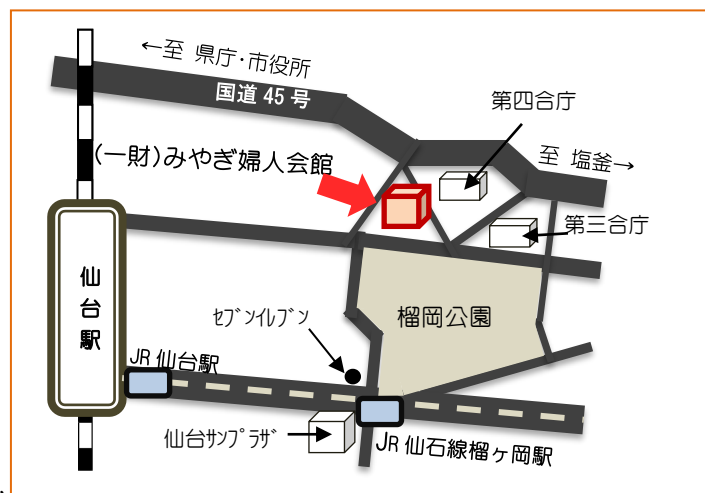 ←至 県庁・市役所
国道 45 号
第四合庁
(一財)みやぎ婦人会館
至 塩釜→
第三合庁
仙台駅
ｾﾌﾞﾝｲﾚﾌﾞﾝ
榴岡公園
JR 仙台駅
仙台ｻﾝﾌﾟﾗｻﾞ
JR 仙石線榴ヶ岡駅